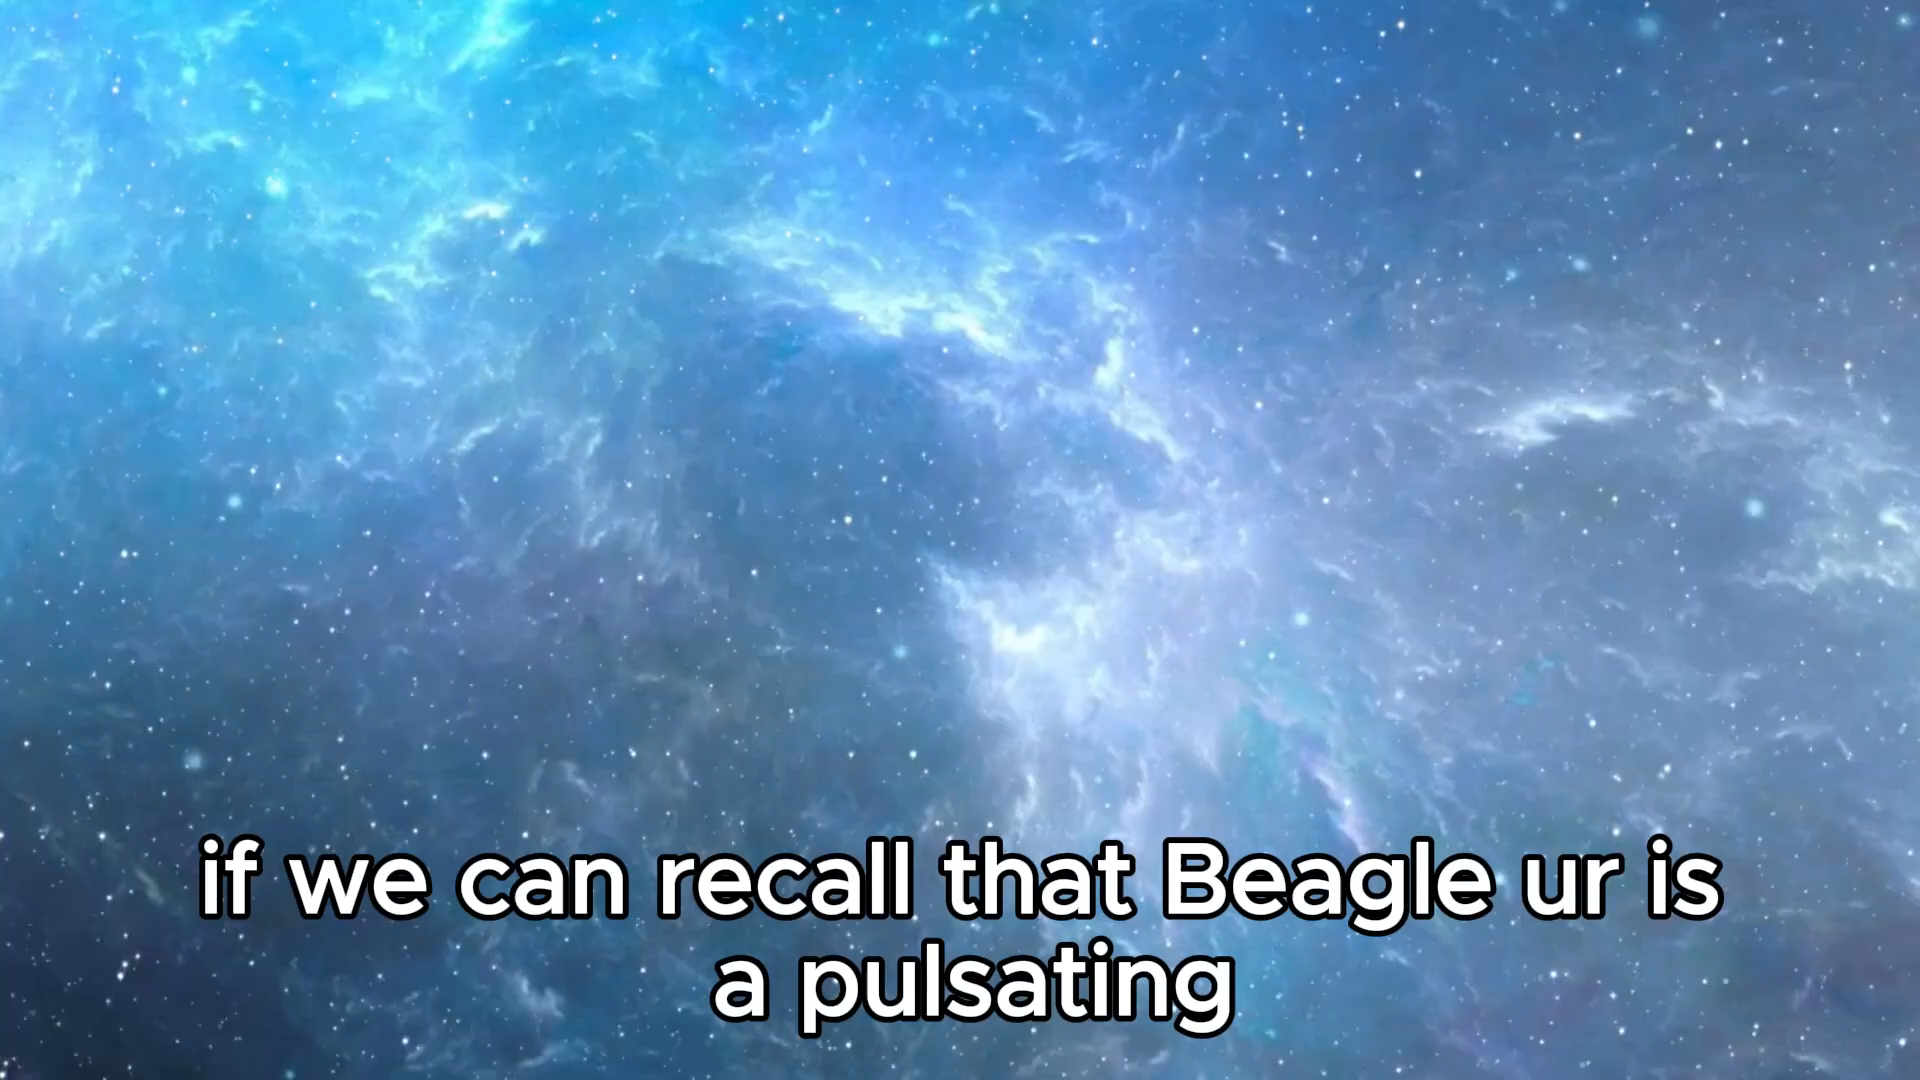 if we can recall that Beagle ur is
a pulsating